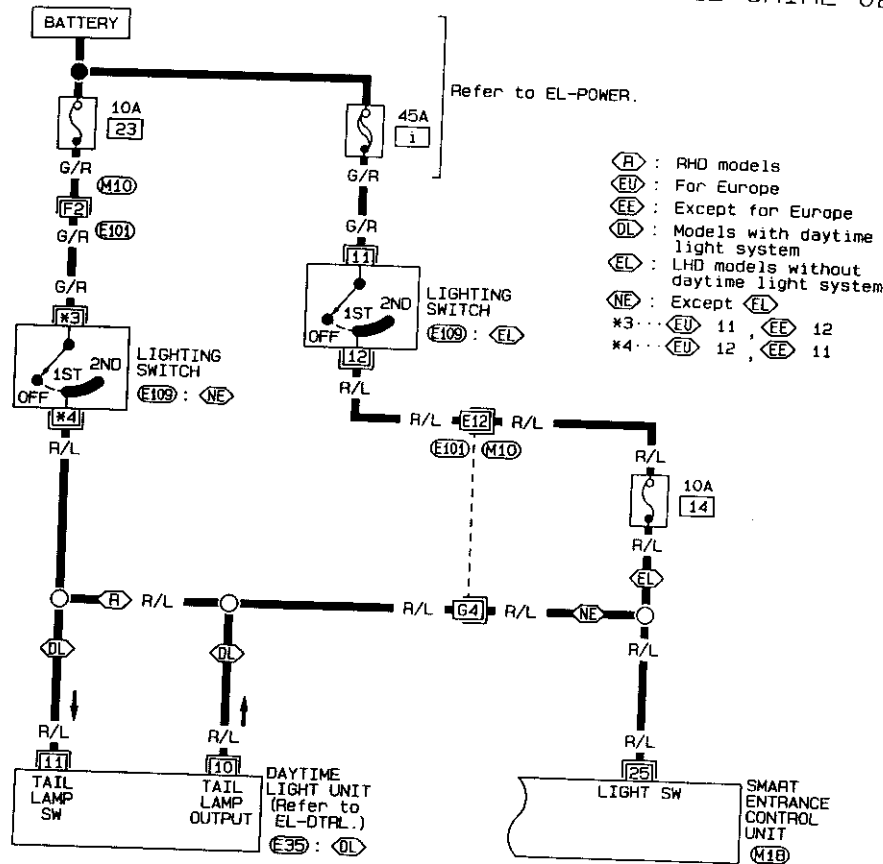 BATTERY
Refer to EL-POWER.
10A
23
45A
i
G/R
M10
F2
E101
G/R
G/R
*3
OFF
1ST
2ND
LIGHTING
SWITCH
E109 : NE
*4
R/L
G/R
G/R
11
OFF
1ST
2ND
LIGHTING
SWITCH
E109 : EL
12
R/L
R : RHD models
EU : For Europe
EE : Except for Europe
DL : Models with daytime
light system
EL : LHD models without
daytime light system
NE : Except EL
*3··· EU 11 , EE 12
*4··· EU 12 , EE 11
R/L E12 R/L
E101 M10
R/L
10A
14
R/L
EL
R R/L
R/L G4 R/L NE
DL
DL
R/L
R/L
R/L
R/L
11
10
25
TAIL
LAMP
SW
TAIL
LAMP
OUTPUT
DAYTIME
LIGHT UNIT
(Refer to
EL-DTRL.)
E35 : DL
LIGHT SW
SMART
ENTRANCE
CONTROL
UNIT
M18